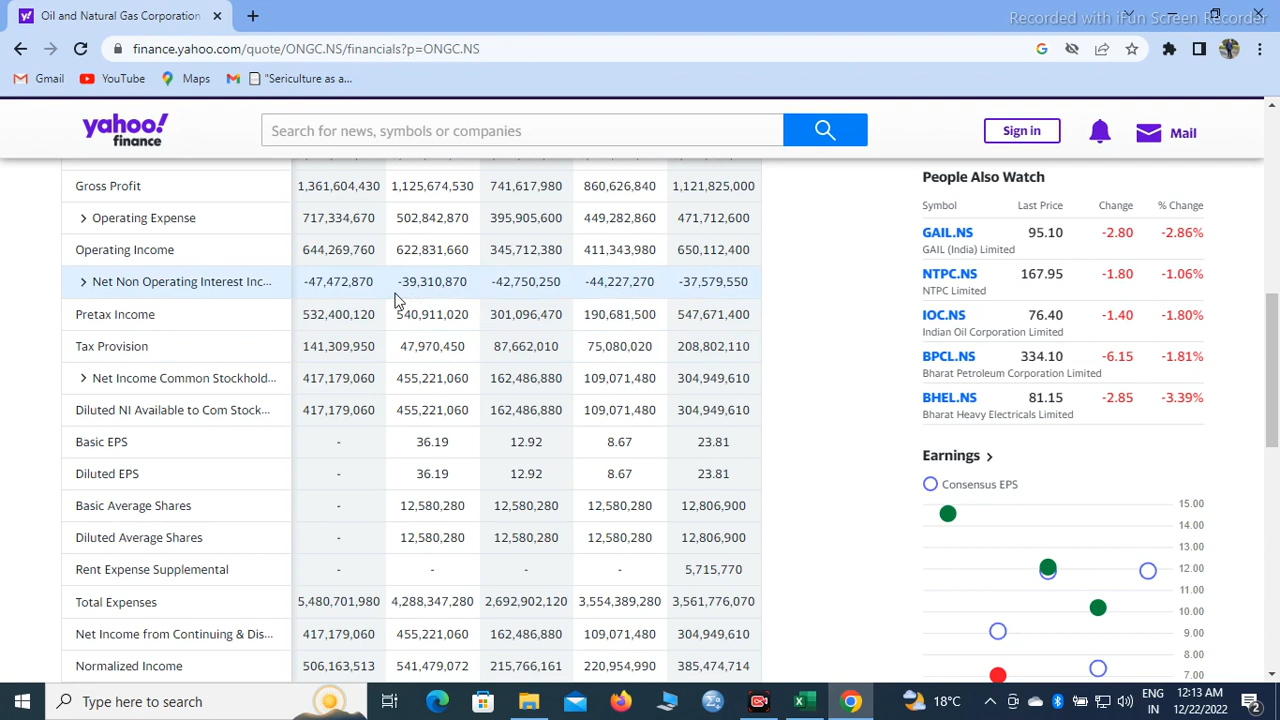 Oil and Natural Gas Corporation
Recorded with iFun Screen Recorder
finance.yahoo.com/quote/ONGC.NS/financials?p=ONGC.NS
Gmail YouTube Maps "Sericulture as a...
yahoo! finance
Search for news, symbols or companies
Sign in
Mail
Gross Profit 1,361,604,430 1,125,674,530 741,617,980 860,626,840 1,121,825,000
Operating Expense 717,334,670 502,842,870 395,905,600 449,282,860 471,712,600
Operating Income 644,269,760 622,831,660 345,712,380 411,343,980 650,112,400
Net Non Operating Interest Inc... -47,472,870 -39,310,870 -42,750,250 -44,227,270 -37,579,550
Pretax Income 532,400,120 540,911,020 301,096,470 190,681,500 547,671,400
Tax Provision 141,309,950 47,970,450 87,662,010 75,080,020 208,802,110
Net Income Common Stockhold... 417,179,060 455,221,060 162,486,880 109,071,480 304,949,610
Diluted NI Available to Com Stock... 417,179,060 455,221,060 162,486,880 109,071,480 304,949,610
Basic EPS - 36.19 12.92 8.67 23.81
Diluted EPS - 36.19 12.92 8.67 23.81
Basic Average Shares - 12,580,280 12,580,280 12,580,280 12,806,900
Diluted Average Shares - 12,580,280 12,580,280 12,580,280 12,806,900
Rent Expense Supplemental - - - - 5,715,770
Total Expenses 5,480,701,980 4,288,347,280 2,692,902,120 3,554,389,280 3,561,776,070
Net Income from Continuing & Dis... 417,179,060 455,221,060 162,486,880 109,071,480 304,949,610
Normalized Income 506,163,513 541,479,072 215,766,161 220,954,990 385,474,714
People Also Watch
Symbol Last Price Change % Change
GAIL.NS 95.10 -2.80 -2.86%
GAIL (India) Limited
NTPC.NS 167.95 -1.80 -1.06%
NTPC Limited
IOC.NS 76.40 -1.40 -1.80%
Indian Oil Corporation Limited
BPCL.NS 334.10 -6.15 -1.81%
Bharat Petroleum Corporation Limited
BHEL.NS 81.15 -2.85 -3.39%
Bharat Heavy Electricals Limited
Earnings
Consensus EPS
15.00
14.00
13.00
12.00
11.00
10.00
9.00
8.00
7.00
Type here to search
18°C
ENG
IN
12:13 AM
12/22/2022
2